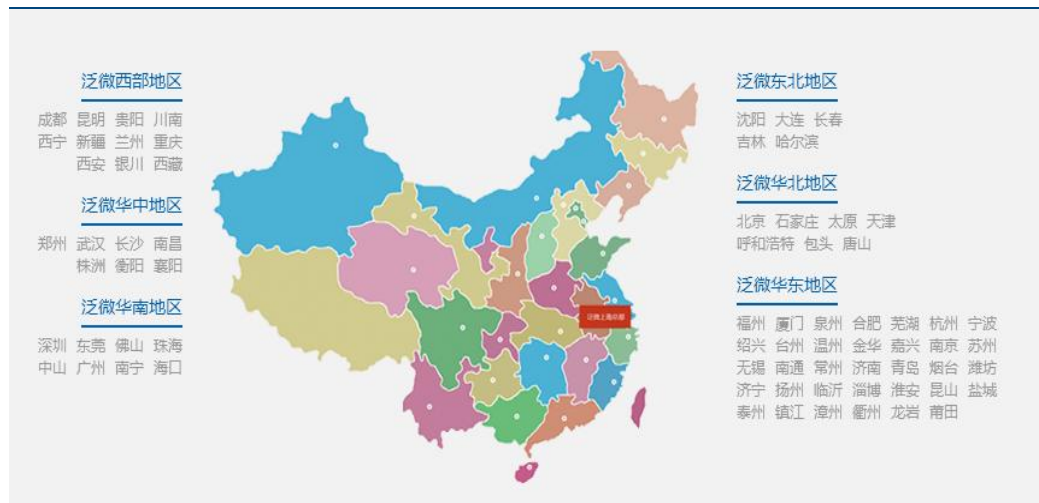 泛微西部地区
成都 昆明 贵阳 川南
西宁 新疆 兰州 重庆
西安 银川 西藏
泛微华中地区
郑州 武汉 长沙 南昌
株洲 衡阳 襄阳
泛微华南地区
深圳 东莞 佛山 珠海
中山 广州 南宁 海口
泛微上海总部
泛微东北地区
沈阳 大连 长春
吉林 哈尔滨
泛微华北地区
北京 石家庄 太原 天津
呼和浩特 包头 唐山
泛微华东地区
福州 厦门 泉州 合肥 芜湖 杭州 宁波
绍兴 台州 温州 金华 嘉兴 南京 苏州
无锡 南通 常州 济南 青岛 烟台 潍坊
济宁 扬州 临沂 淄博 淮安 昆山 盐城
泰州 镇江 漳州 衢州 龙岩 莆田